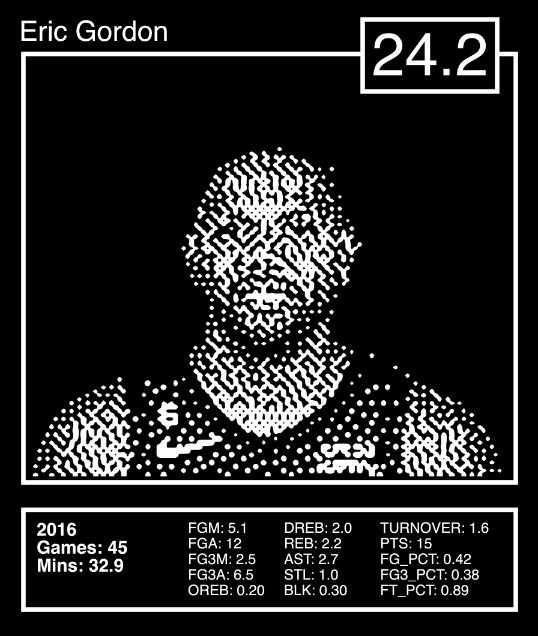 Eric Gordon
24.2
6
2016
Games: 45
Mins: 32.9
FGM: 5.1
FGA: 12
FG3M: 2.5
FG3A: 6.5
OREB: 0.20
DREB: 2.0
REB: 2.2
AST: 2.7
STL: 1.0
BLK: 0.30
TURNOVER: 1.6
PTS: 15
FG_PCT: 0.42
FG3_PCT: 0.38
FT_PCT: 0.89